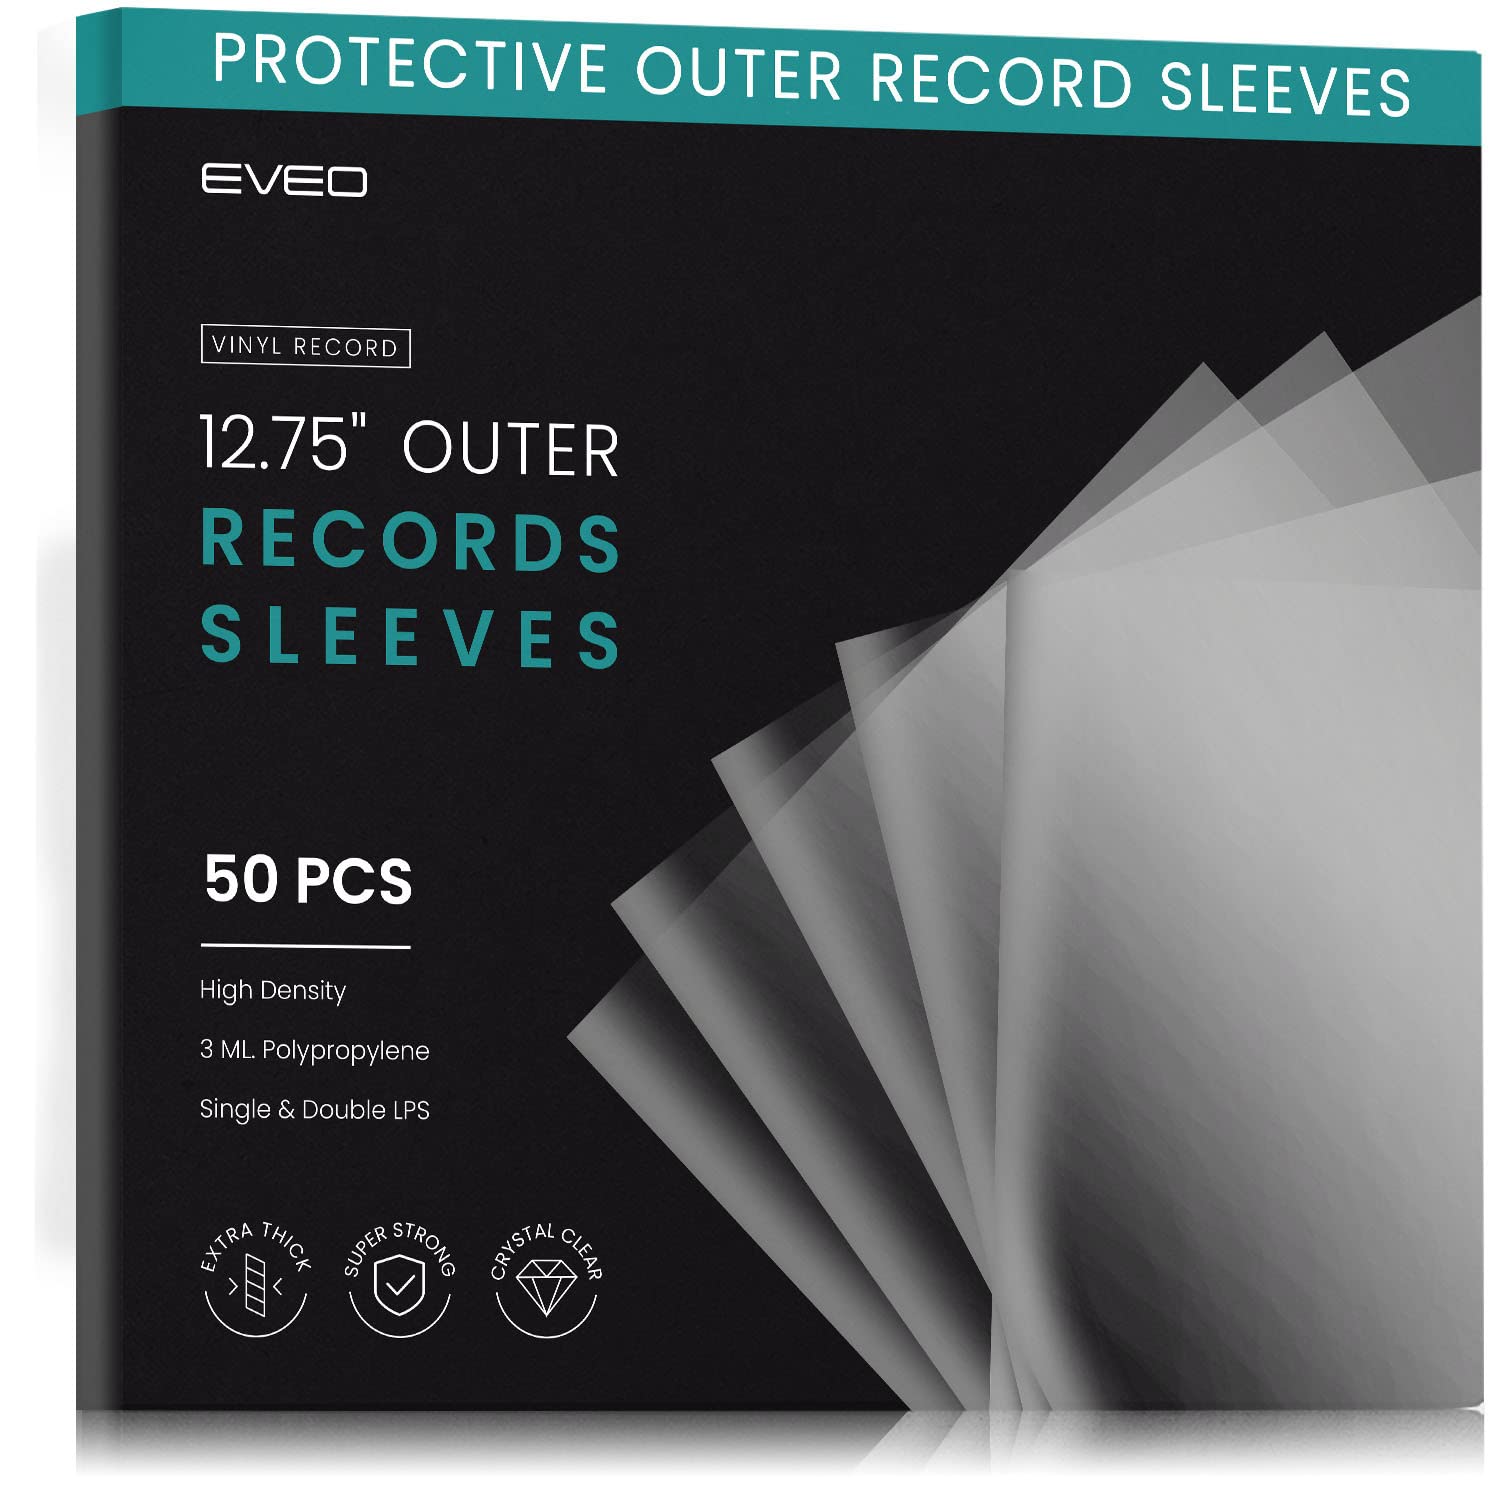 PROTECTIVE OUTER RECORD SLEEVES
EVEO
VINYL RECORD
12.75" OUTER
RECORDS
SLEEVES
50 PCS
High Density
3 ML. Polypropylene
Single & Double LPS
EXTRA THICK
SUPER STRONG
CRYSTAL CLEAR